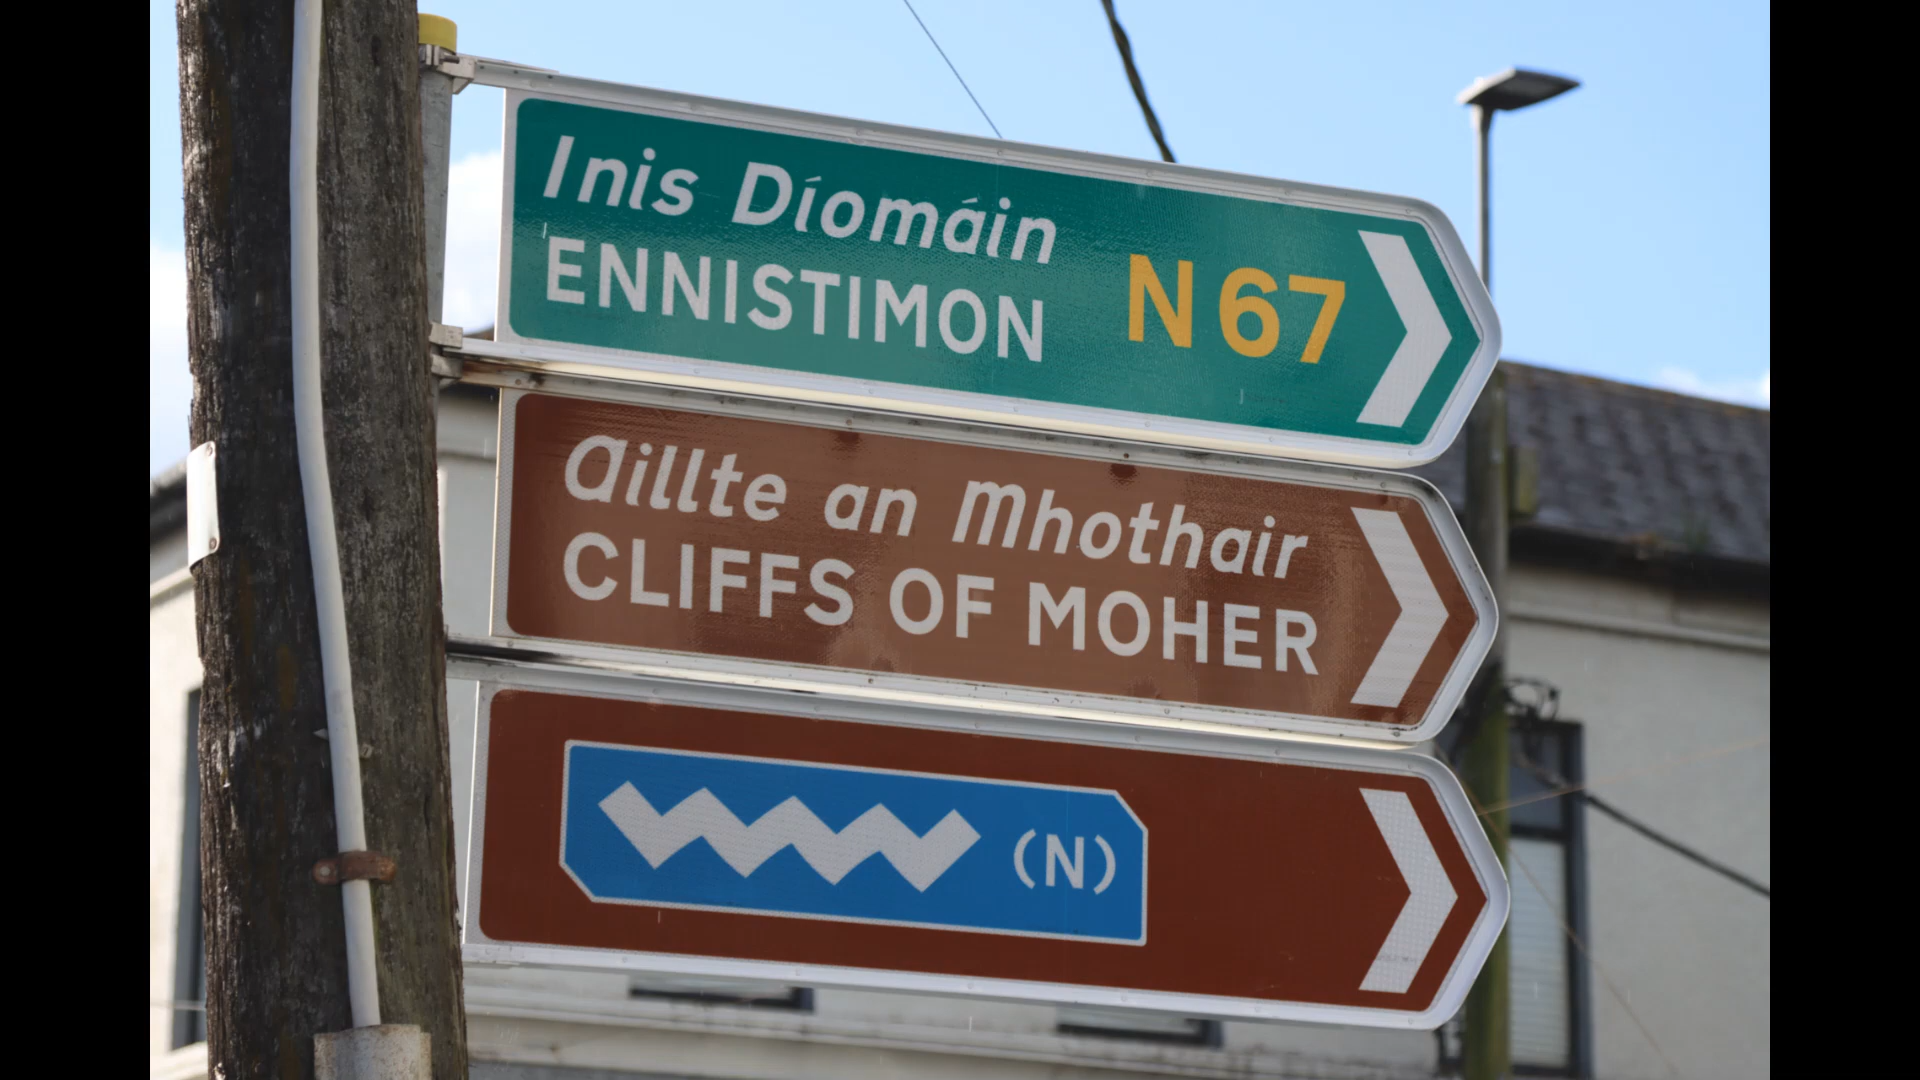 Inis Díomáin
ENNISTIMON N67
Aillte an Mhothair
CLIFFS OF MOHER
(N)